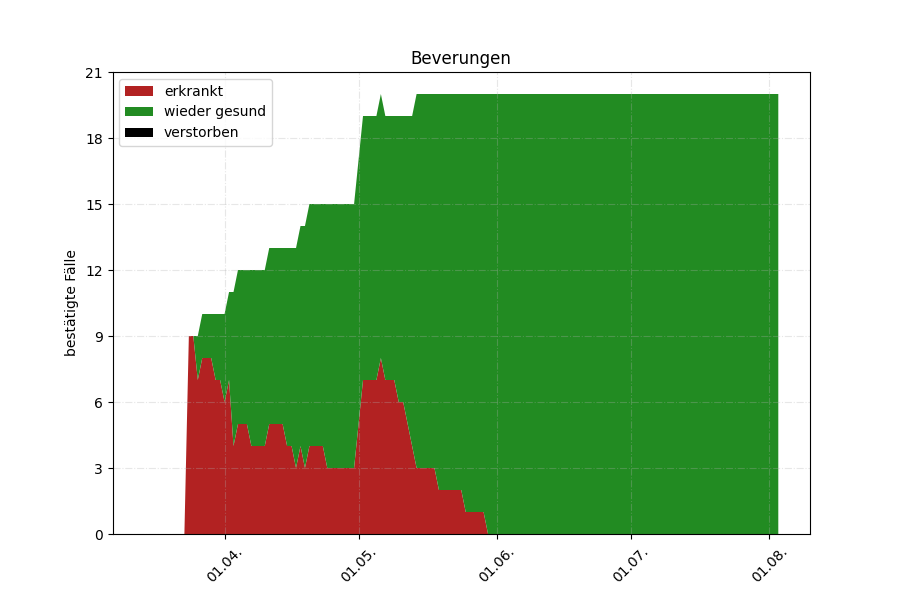 Beverungen
erkrankt
wieder gesund
verstorben
bestätigte Fälle
21
18
15
12
9
6
3
0
01.04.
01.05.
01.06.
01.07.
01.08.